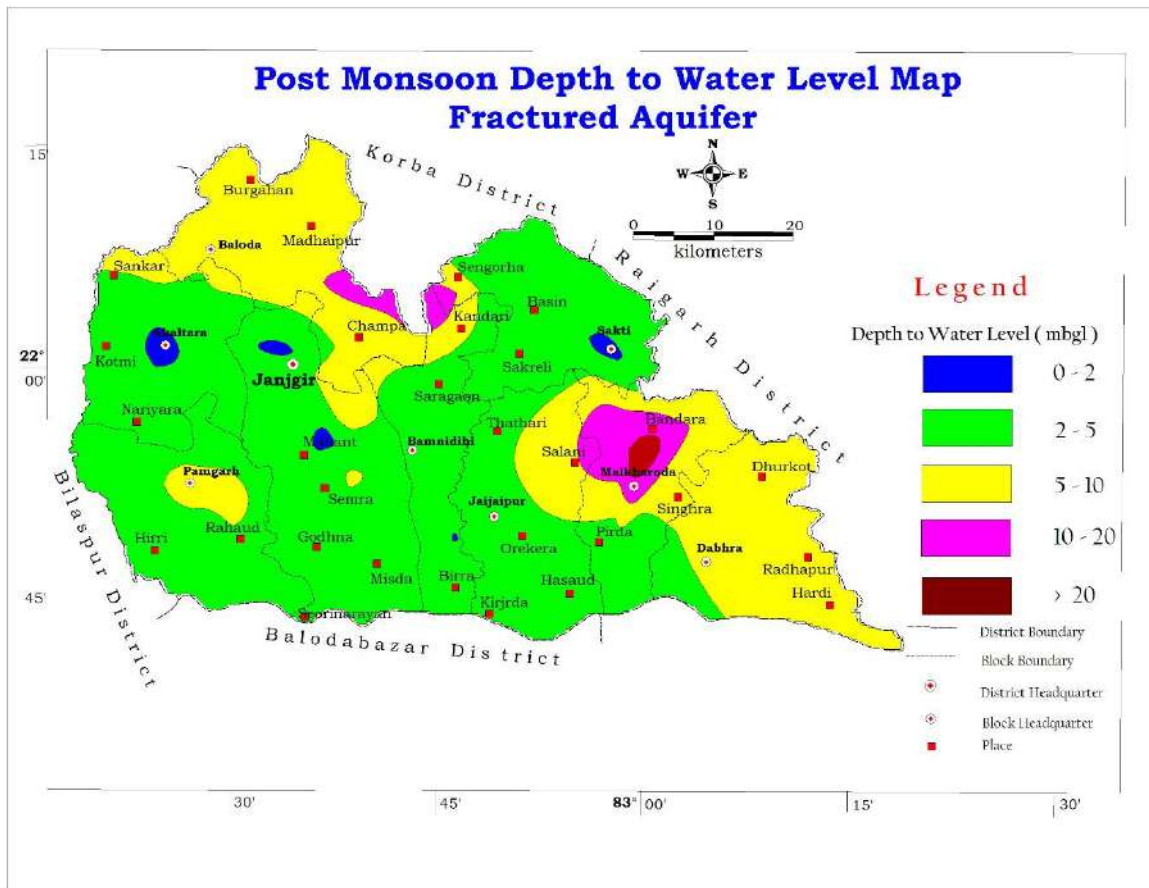 Post Monsoon Depth to Water Level Map
Fractured Aquifer
N
W E
S
0 10 20
kilometers
15'
22°
00'
45'
Korba District
Raigarh District
Bilaspur District
Balodabazar District
Burgahan
Baloda
Madhaipur
Sankar
Sengorha
Basin
Champa
Kandari
Sakti
Kotmi
Janjgir
Sakreli
Saragaon
Nariyara
Thathari
Bandara
Bamnidihi
Salani
Malkharoda
Dhurkot
Pamgarh
Semra
Singhra
Jaijaipur
Rahaud
Hirri
Godhna
Orekera
Pirda
Dabhra
Misda
Birra
Hasaud
Radhapur
Hardi
Kirjrda
Legend
Depth to Water Level ( mbgl )
0 - 2
2 - 5
5 - 10
10 - 20
> 20
District Boundary
Block Boundary
District Headquarter
Block Headquarter
Place
30' 45' 83° 00' 15' 30'